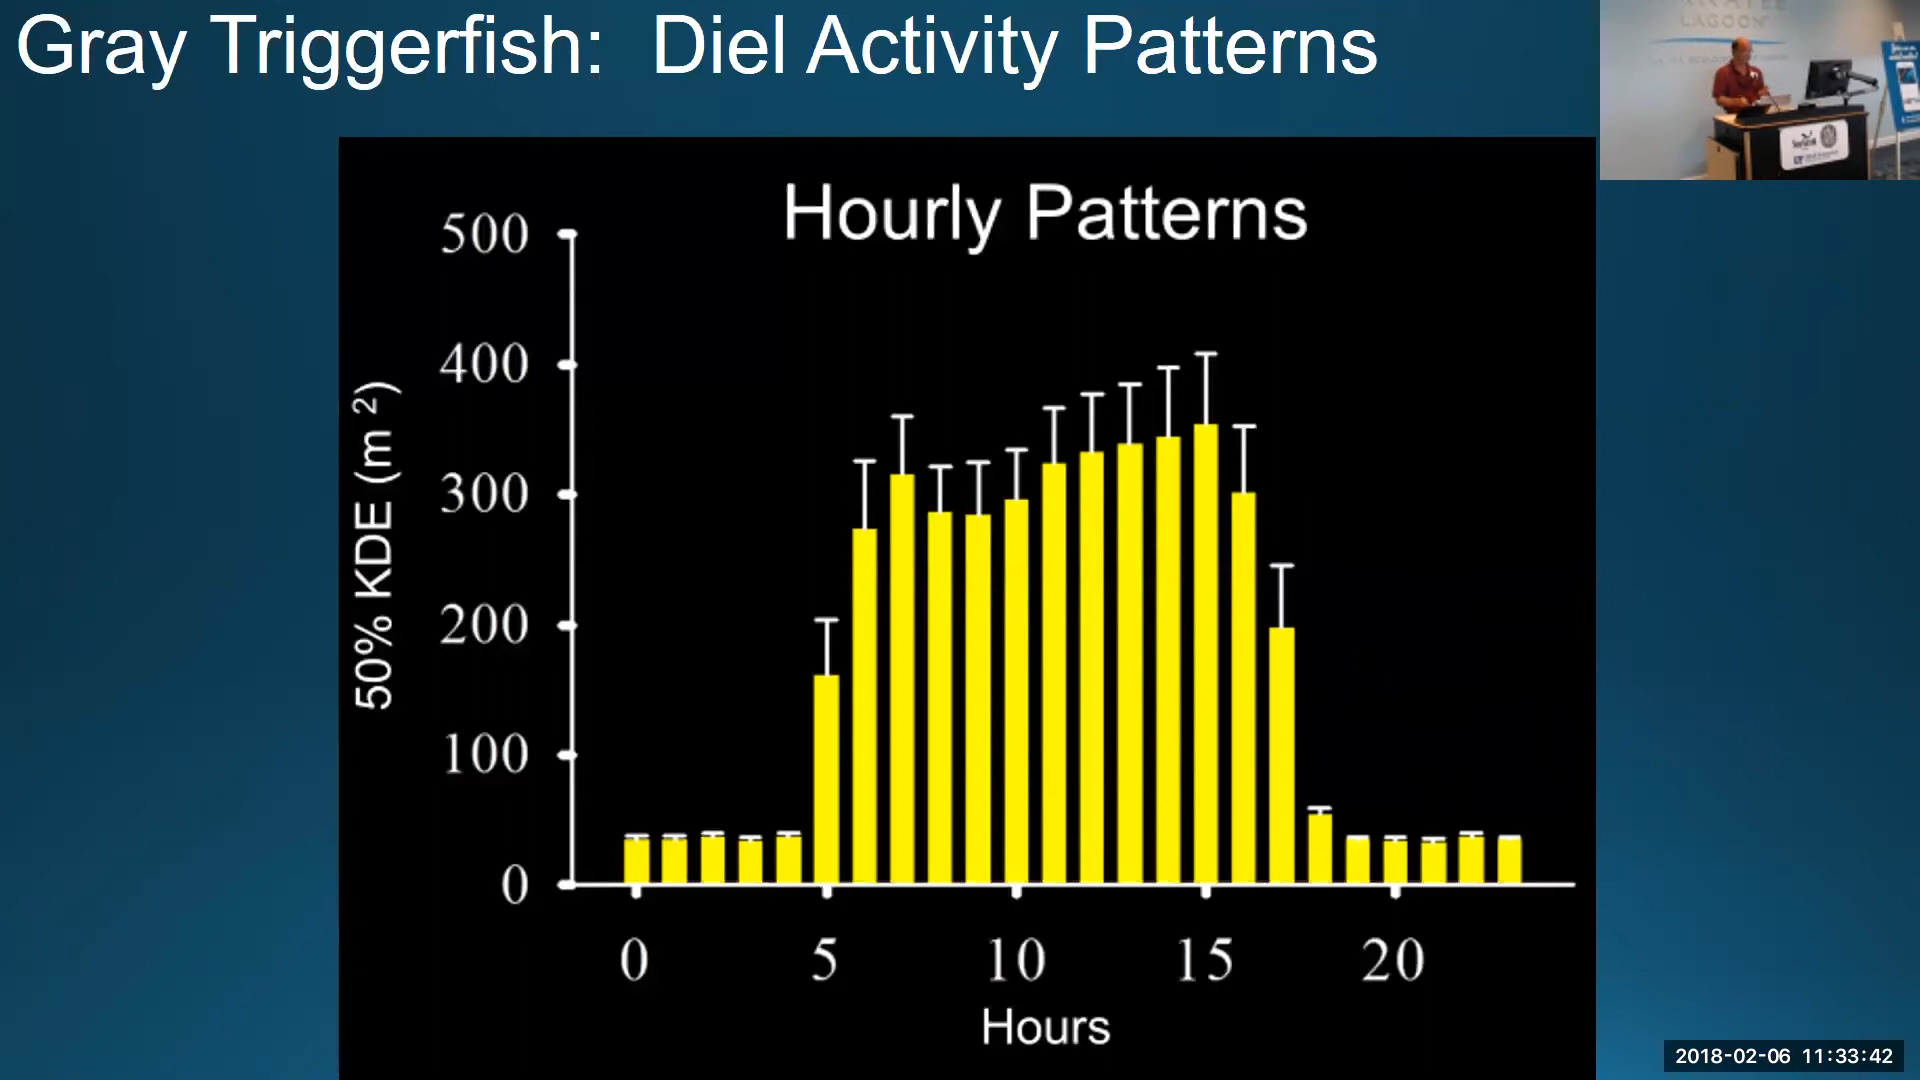 Gray Triggerfish:  Diel Activity Patterns
LAGOON
Hourly Patterns
500
400
300
200
100
0
50% KDE (m 2)
0 5 10 15 20
Hours
2018-02-06 11:33:42